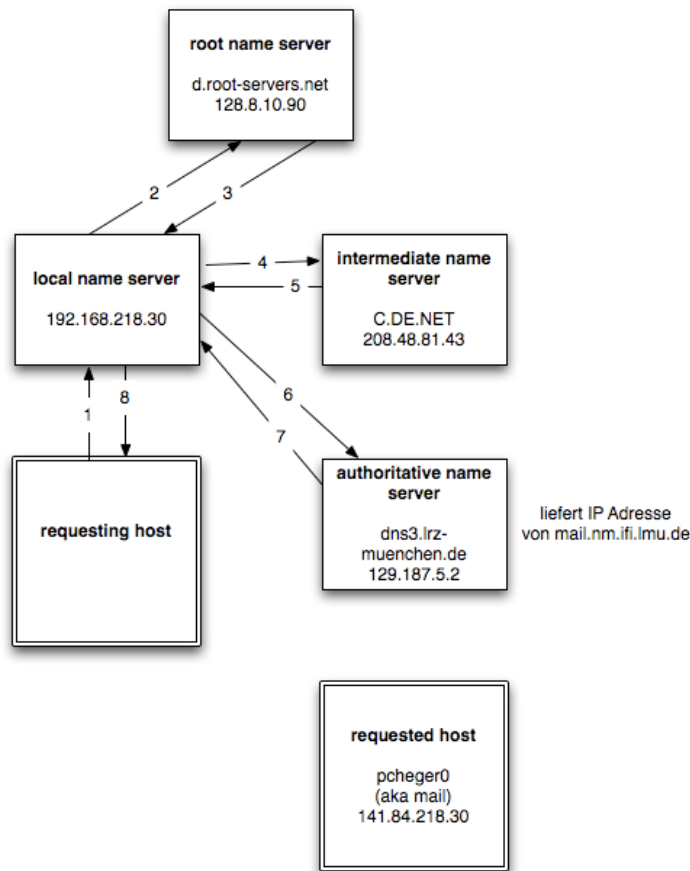 root name server
d.root-servers.net
128.8.10.90
2
3
local name server
192.168.218.30
4
5
intermediate name
server
C.DE.NET
208.48.81.43
1
8
6
7
requesting host
authoritative name
server
dns3.lrz-
muenchen.de
129.187.5.2
liefert IP Adresse
von mail.nm.ifi.lmu.de
requested host
pcheger0
(aka mail)
141.84.218.30